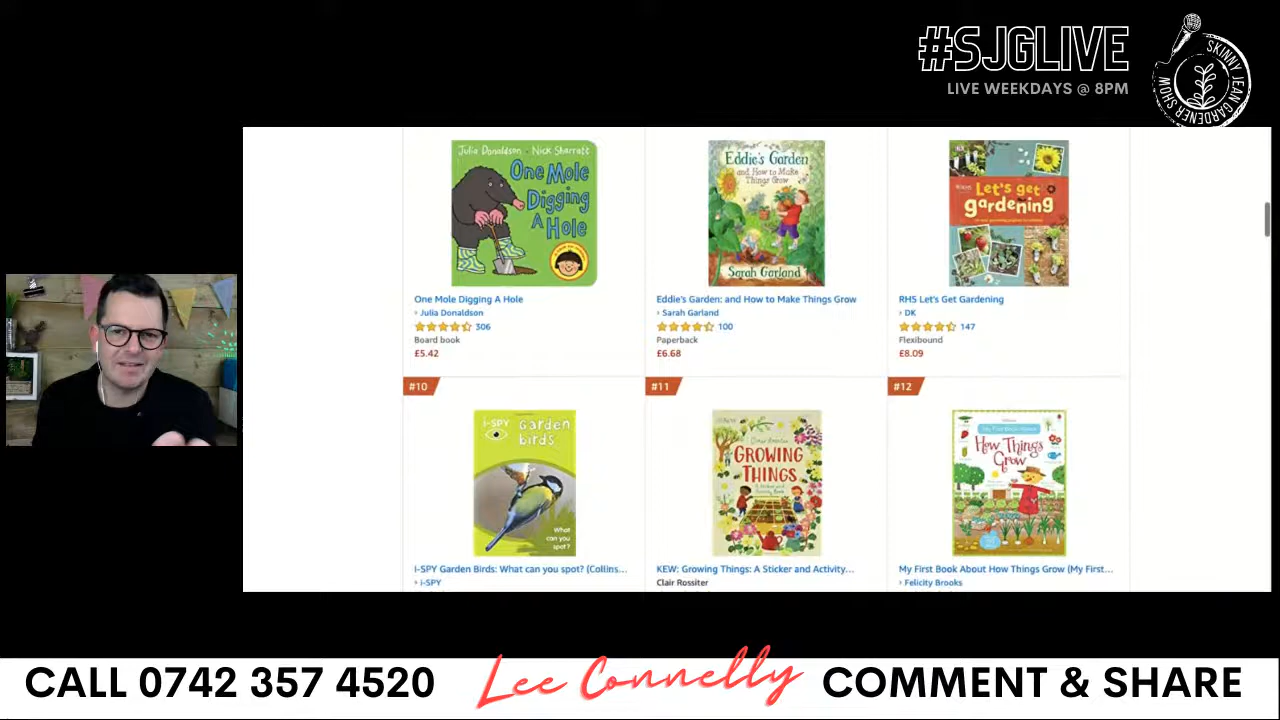 #SJGLIVE
LIVE WEEKDAYS @ 8PM
SKINNY JEAN GARDENER SHOW
Julia Donaldson · Nick Sharratt
One Mole
Digging
A Hole
Eddie's Garden
and How to Make
Things Grow
Sarah Garland
DK
Let's get
gardening
One Mole Digging A Hole
› Julia Donaldson
306
Board book
£5.42
Eddie's Garden: and How to Make Things Grow
› Sarah Garland
100
Paperback
£6.68
RHS Let's Get Gardening
› DK
147
Flexibound
£8.09
#10
#11
#12
i-SPY
garden
birds
What
can you
spot?
GROWING
THINGS
My First Book About
How Things
Grow
i-SPY Garden Birds: What can you spot? (Collins...
› i-SPY
KEW: Growing Things: A Sticker and Activity...
Clair Rossiter
My First Book About How Things Grow (My First...
› Felicity Brooks
CALL 0742 357 4520
Lee Connelly
COMMENT & SHARE